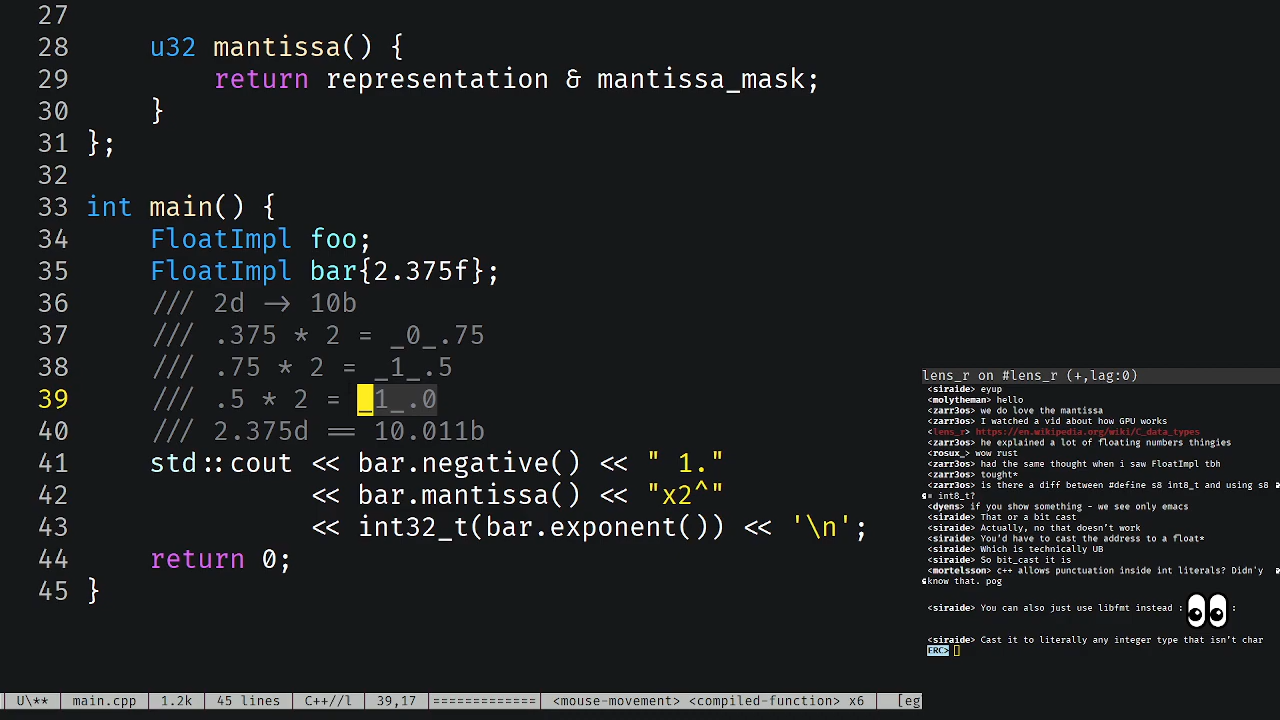 27
28 u32 mantissa() {
29 return representation & mantissa_mask;
30 }
31 };
32
33 int main() {
34 FloatImpl foo;
35 FloatImpl bar{2.375f};
36 /// 2d -> 10b
37 /// .375 * 2 = _0_.75
38 /// .75 * 2 = _1_.5
39 /// .5 * 2 = _1_.0
40 /// 2.375d == 10.011b
41 std::cout << bar.negative() << " 1."
42 << bar.mantissa() << "x2^"
43 << int32_t(bar.exponent()) << '\n';
44 return 0;
45 }
U\** main.cpp 1.2k 45 lines C++//l 39,17 ============= <mouse-movement> <compiled-function> x6 [eg
lens_r on #lens_r (+,lag:0)
<siraide> eyup
<molytheman> hello
<zarr3os> we do love the mantissa
<zarr3os> I watched a vid about how GPU works
<lens_r> https://en.wikipedia.org/wiki/C_data_types
<zarr3os> he explained a lot of floating numbers thingies
<rosux_> wow rust
<zarr3os> had the same thought when i saw FloatImpl tbh
<zarr3os> tought*
<zarr3os> is there a diff between #define s8 int8_t and using s8
= int8_t?
<dyens> if you show something - we see only emacs
<siraide> That or a bit cast
<siraide> Actually, no that doesn't work
<siraide> You'd have to cast the address to a float*
<siraide> Which is technically UB
<siraide> So bit_cast it is
<mortelsson> c++ allows punctuation inside int literals? Didn'y
know that. pog
<siraide> You can also just use libfmt instead :👀:
<siraide> Cast it to literally any integer type that isn't char
ERC>